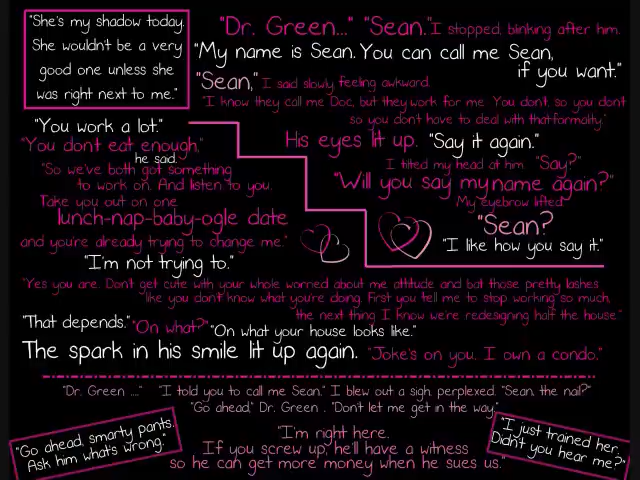 "She's my shadow today.
She wouldn't be a very
good one unless she
was right next to me."
"Dr. Green..." "Sean." I stopped, blinking after him.
"My name is Sean. You can call me Sean,
if you want."
"Sean," I said slowly feeling awkward.
"I know they call me Doc, but they work for me. You don't, so you don't
so you don't have to deal with that formality."
"You work a lot."
"You don't eat enough,"
he said.
"So we've both got something
to work on. And listen to you.
Take you out on one
lunch-nap-baby-ogle date
and you're already trying to change me."
"I'm not trying to."
His eyes lit up. "Say it again."
I tilted my head at him. "Say?"
"Will you say my name again?"
My eyebrow lifted.
"Sean?
"I like how you say it."
"Yes you are. Don't get cute with your whole worried about me attitude and bat those pretty lashes
like you don't know what you're doing. First you tell me to stop working so much,
the next thing I know we're redesigning half the house."
"That depends." "On what?" "On what your house looks like."
The spark in his smile lit up again. "Joke's on you. I own a condo."
"Dr. Green ...." "I told you to call me Sean." I blew out a sigh perplexed. "Sean, the nail?"
"Go ahead," Dr. Green . "Don't let me get in the way."
"Go ahead, smarty pants.
Ask him what's wrong."
"I'm right here.
If you screw up, he'll have a witness
so he can get more money when he sues us."
"I just trained her.
Didn't you hear me?"